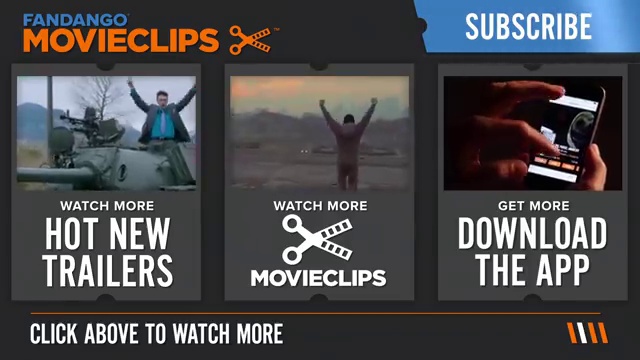 FANDANGO
MOVIECLIPS ™
SUBSCRIBE
WATCH MORE
HOT NEW
TRAILERS
WATCH MORE
MOVIECLIPS
GET MORE
DOWNLOAD
THE APP
CLICK ABOVE TO WATCH MORE